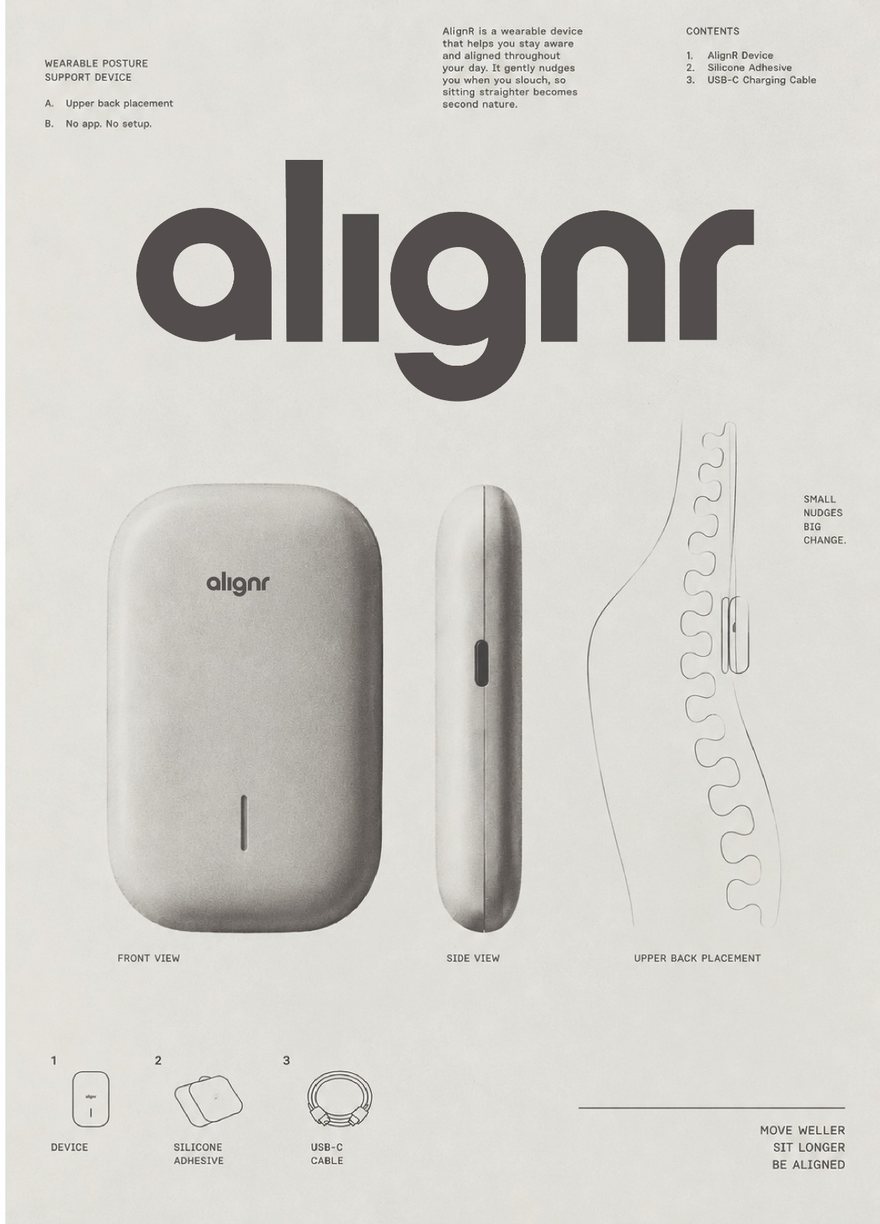 WEARABLE POSTURE
SUPPORT DEVICE
A. Upper back placement
B. No app. No setup.
AlignR is a wearable device
that helps you stay aware
and aligned throughout
your day. It gently nudges
you when you slouch, so
sitting straighter becomes
second nature.
CONTENTS
1. AlignR Device
2. Silicone Adhesive
3. USB-C Charging Cable
alignr
alignr
SMALL
NUDGES
BIG
CHANGE.
FRONT VIEW
SIDE VIEW
UPPER BACK PLACEMENT
1
alignr
DEVICE
2
SILICONE
ADHESIVE
3
USB-C
CABLE
MOVE WELLER
SIT LONGER
BE ALIGNED